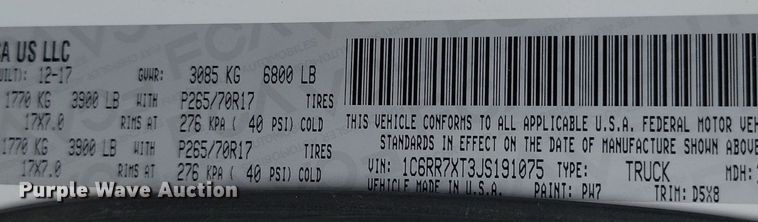 CA US LLC
UILT): 12-17 GVWR: 3085 KG 6800 LB
1770 KG 3900 LB WITH P265/70R17 TIRES
17X7.0 RIMS AT 276 KPA ( 40 PSI) COLD
1770 KG 3900 LB WITH P265/70R17 TIRES
17X7.0 RIMS AT 276 KPA ( 40 PSI) COLD
THIS VEHICLE CONFORMS TO ALL APPLICABLE U.S.A. FEDERAL MOTOR VEH
STANDARDS IN EFFECT ON THE DATE OF MANUFACTURE SHOWN ABOVE
VIN: 1C6RR7XT3JS191075 TYPE: TRUCK MDH:
VEHICLE MADE IN U.S.A. PAINT: PW7 TRIM: D5X8
Purple Wave Auction